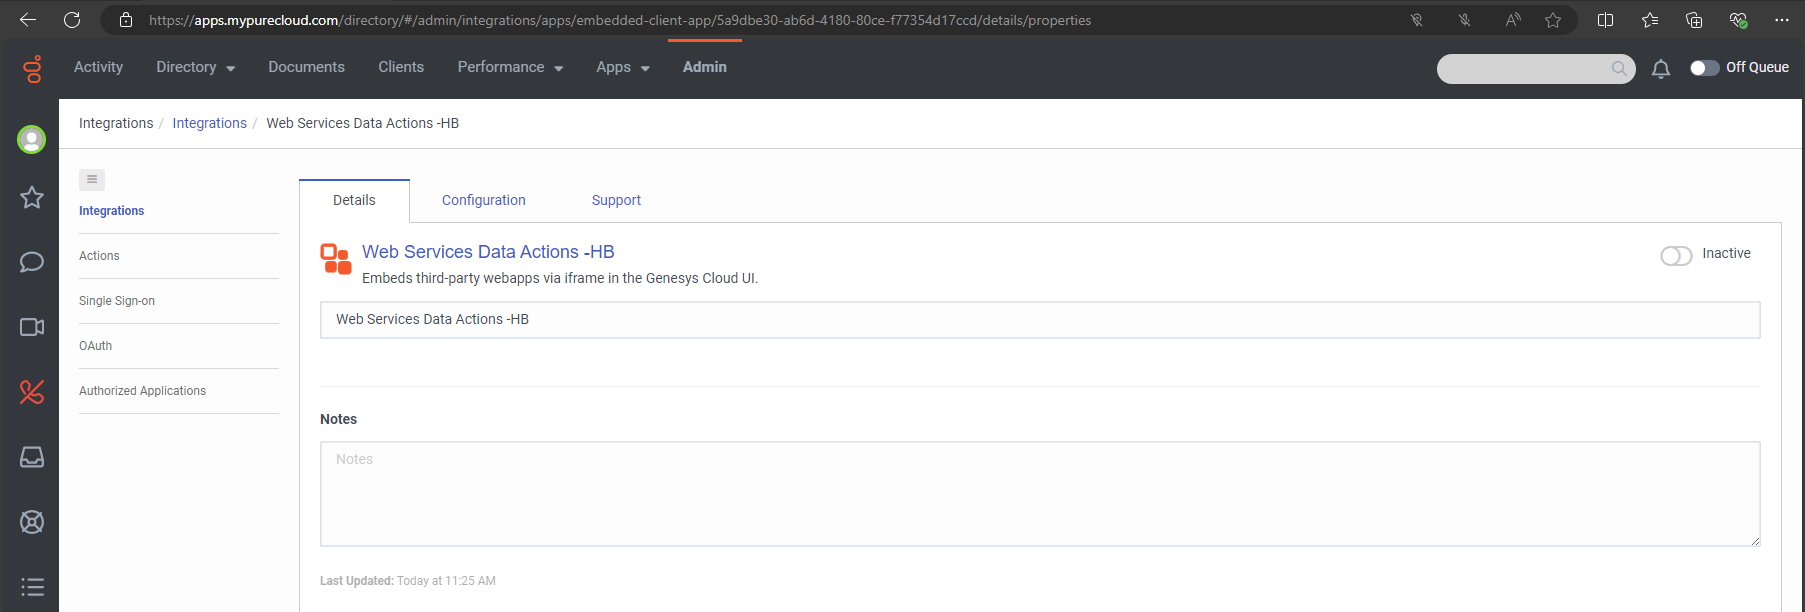 https://apps.mypurecloud.com/directory/#/admin/integrations/apps/embedded-client-app/5a9dbe30-ab6d-4180-80ce-f77354d17ccd/details/properties
Activity Directory Documents Clients Performance Apps Admin Off Queue
Integrations / Integrations / Web Services Data Actions -HB
Integrations
Actions
Single Sign-on
OAuth
Authorized Applications
Details Configuration Support
Web Services Data Actions -HB
Inactive
Embeds third-party webapps via iframe in the Genesys Cloud UI.
Web Services Data Actions -HB
Notes
Notes
Last Updated: Today at 11:25 AM